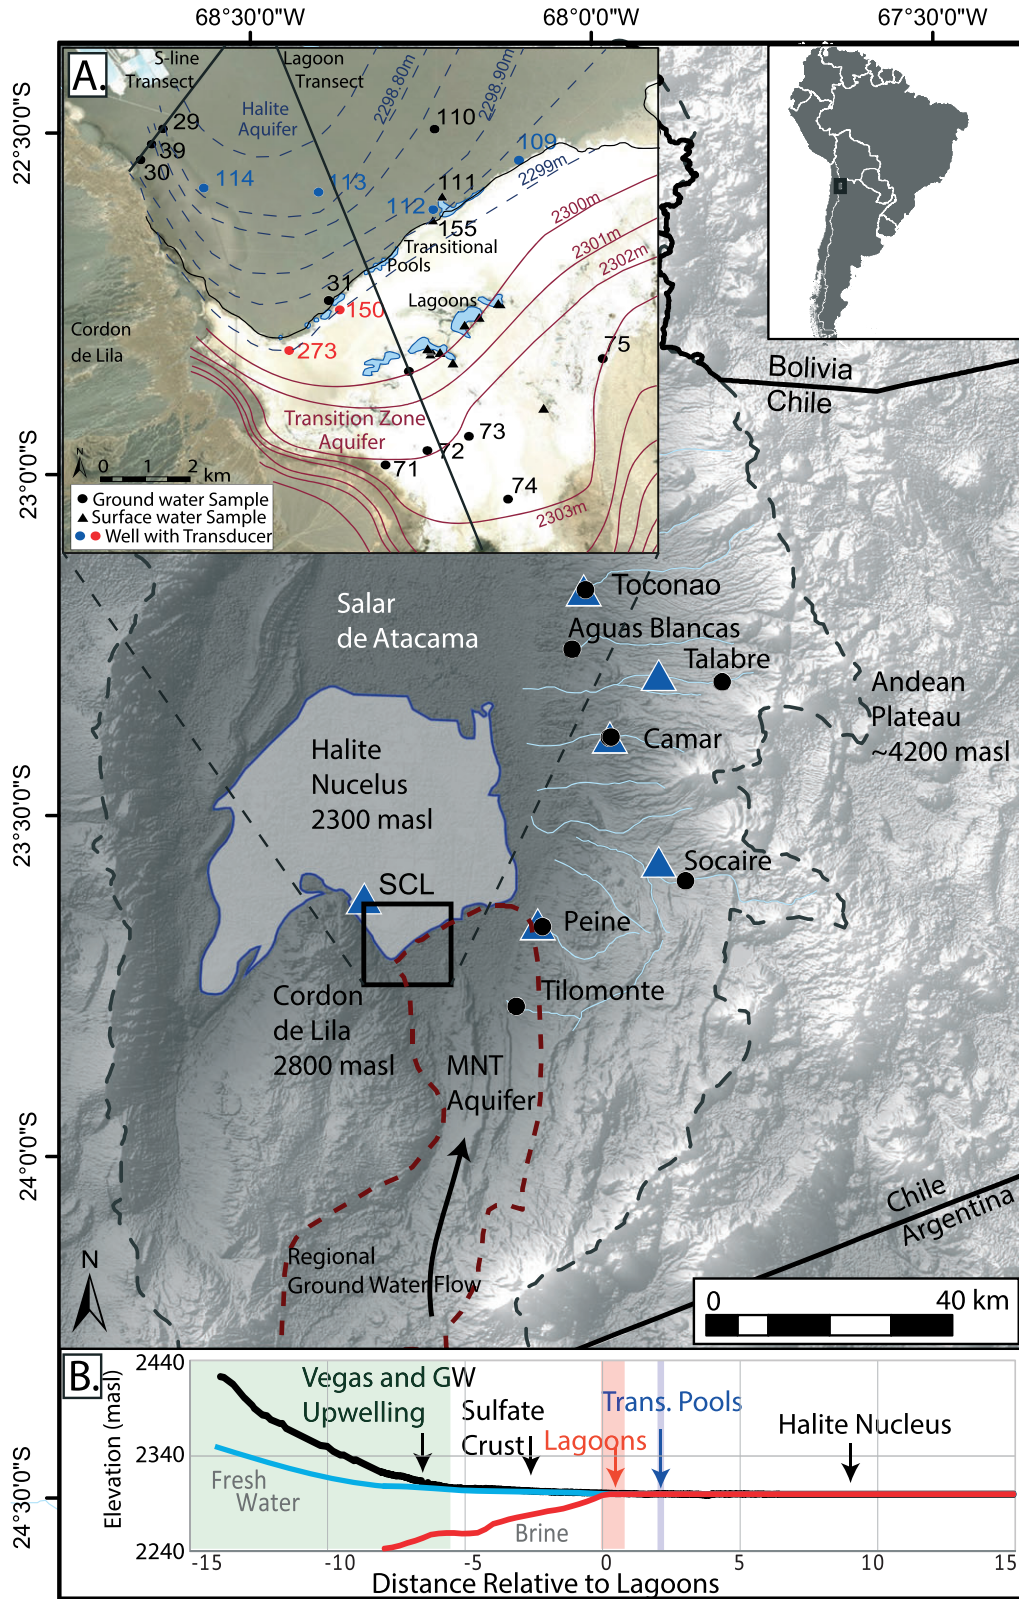 68°30'0"W
68°00'0"W
67°30'0"W
22°30'0"S
23°0'0"S
23°30'0"S
24°0'0"S
24°30'0"S
A.
S-line
Transect
Lagoon
Transect
Halite
Aquifer
2298.80m
2298.90m
2299m
2300m
2301m
2302m
2303m
29
39
30
114
113
110
109
111
112
155
Transitional
Pools
31
150
273
Lagoons
75
Cordon
de Lila
Transition Zone
Aquifer
73
72
71
74
N
0 1 2 km
Ground water Sample
Surface water Sample
Well with Transducer
Bolivia
Chile
Salar
de Atacama
Toconao
Aguas Blancas
Talabre
Camar
Andean
Plateau
~4200 masl
Halite
Nucelus
2300 masl
Socaire
SCL
Peine
Tilomonte
Cordon
de Lila
2800 masl
MNT
Aquifer
Regional
Ground Water Flow
Chile
Argentina
N
0 40 km
B.
Elevation (masl)
2440
2340
2240
Vegas and GW
Upwelling
Sulfate
Crust
Lagoons
Trans. Pools
Halite Nucleus
Fresh
Water
Brine
-15 -10 -5 0 5 10 15
Distance Relative to Lagoons